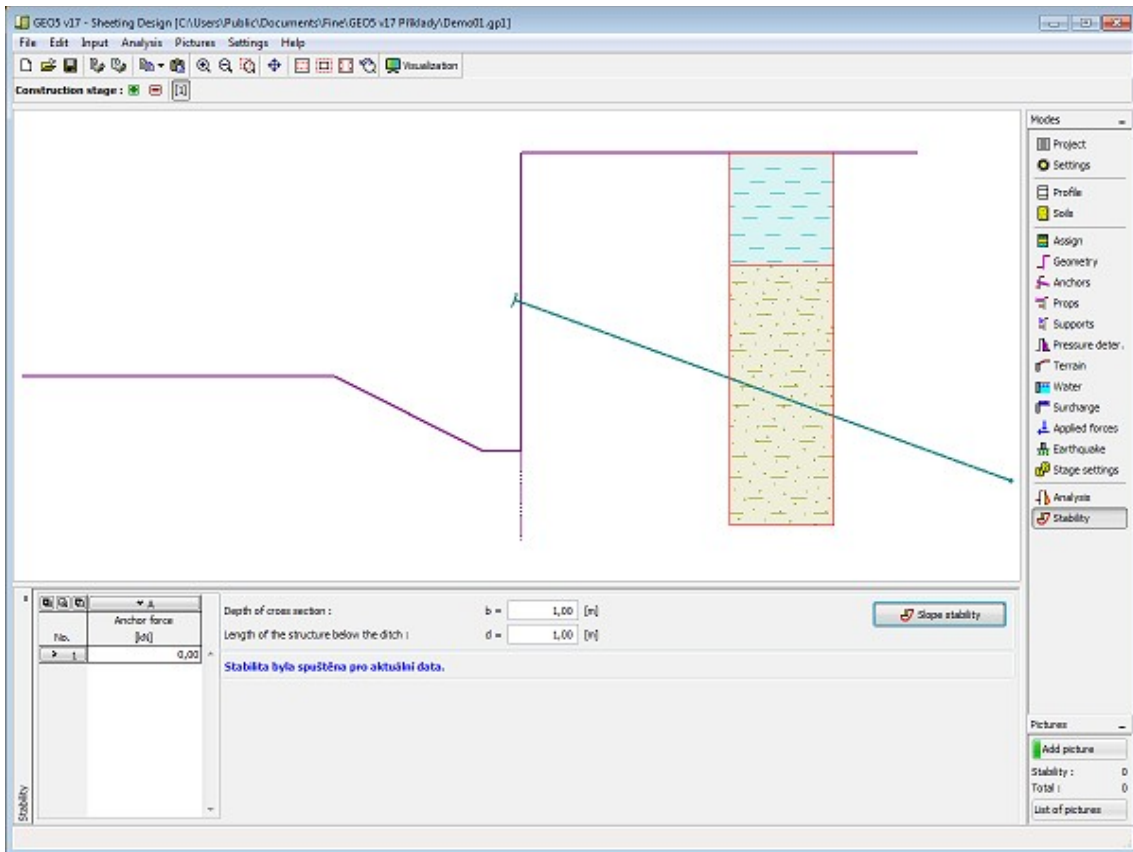 GEO5 v17 - Sheeting Design [C:\Users\Public\Documents\Fine\GEO5 v17 Příklady\Demo01.gp1]
File Edit Input Analysis Pictures Settings Help
Visualization
Construction stage : [1]
Modes
Project
Settings
Profile
Soils
Assign
Geometry
Anchors
Props
Supports
Pressure deter.
Terrain
Water
Surcharge
Applied forces
Earthquake
Stage settings
Analysis
Stability
No.
Anchor force
[kN]
1 0,00
Depth of cross section : b = 1,00 [m]
Length of the structure below the ditch : d = 1,00 [m]
Slope stability
Stabilita byla spuštěna pro aktuální data.
Stability
Pictures
Add picture
Stability : 0
Total : 0
List of pictures